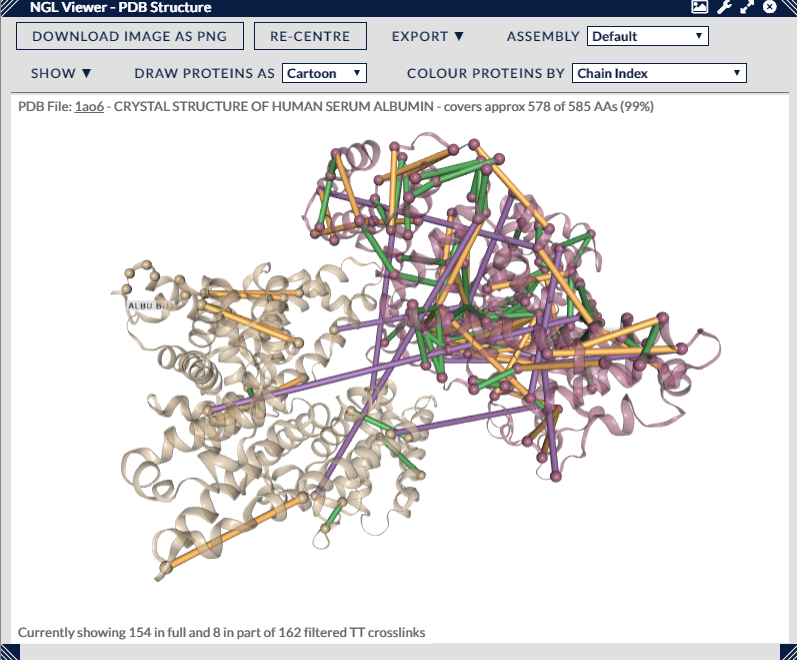 NGL Viewer - PDB Structure
DOWNLOAD IMAGE AS PNG RE-CENTRE EXPORT ▼ ASSEMBLY Default ▼
SHOW ▼ DRAW PROTEINS AS Cartoon ▼ COLOUR PROTEINS BY Chain Index ▼
PDB File: 1ao6 - CRYSTAL STRUCTURE OF HUMAN SERUM ALBUMIN - covers approx 578 of 585 AAs (99%)
ALBU
Currently showing 154 in full and 8 in part of 162 filtered TT crosslinks